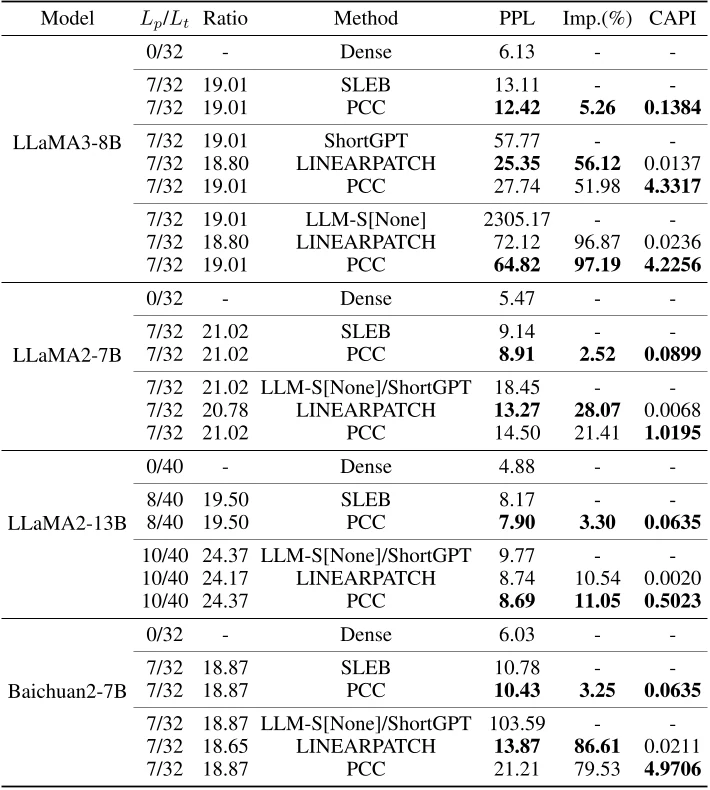 Model Lp/Lt Ratio Method PPL Imp.(%) CAPI
0/32 - Dense 6.13 - -
7/32 19.01 SLEB 13.11 - -
7/32 19.01 PCC 12.42 5.26 0.1384
7/32 19.01 ShortGPT 57.77 - -
LLaMA3-8B
7/32 18.80 LINEARPATCH 25.35 56.12 0.0137
7/32 19.01 PCC 27.74 51.98 4.3317
7/32 19.01 LLM-S[None] 2305.17 - -
7/32 18.80 LINEARPATCH 72.12 96.87 0.0236
7/32 19.01 PCC 64.82 97.19 4.2256
0/32 - Dense 5.47 - -
7/32 21.02 SLEB 9.14 - -
LLaMA2-7B
7/32 21.02 PCC 8.91 2.52 0.0899
7/32 21.02 LLM-S[None]/ShortGPT 18.45 - -
7/32 20.78 LINEARPATCH 13.27 28.07 0.0068
7/32 21.02 PCC 14.50 21.41 1.0195
0/40 - Dense 4.88 - -
8/40 19.50 SLEB 8.17 - -
LLaMA2-13B
8/40 19.50 PCC 7.90 3.30 0.0635
10/40 24.37 LLM-S[None]/ShortGPT 9.77 - -
10/40 24.17 LINEARPATCH 8.74 10.54 0.0020
10/40 24.37 PCC 8.69 11.05 0.5023
0/32 - Dense 6.03 - -
7/32 18.87 SLEB 10.78 - -
Baichuan2-7B
7/32 18.87 PCC 10.43 3.25 0.0635
7/32 18.87 LLM-S[None]/ShortGPT 103.59 - -
7/32 18.65 LINEARPATCH 13.87 86.61 0.0211
7/32 18.87 PCC 21.21 79.53 4.9706